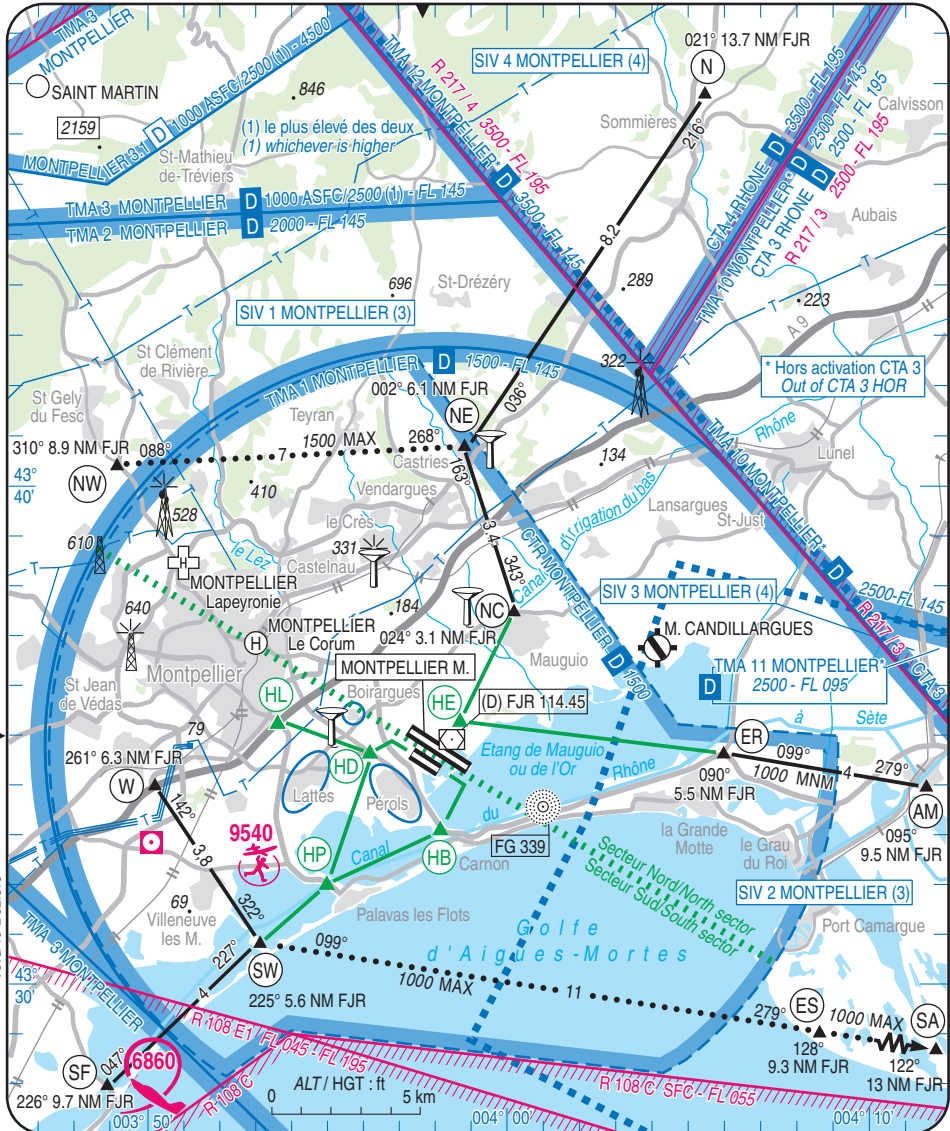 TMA 3
MONTPELLIER
SAINT MARTIN
2159
846
MONTPELLIER 3.1 D 1000 ASFC/2500 (1) - 4500
(1) le plus élevé des deux
(1) whichever is higher
St-Mathieu
de-Tréviers
TMA 3 MONTPELLIER D 1000 ASFC/2500 (1) - FL 145
TMA 2 MONTPELLIER D 2000 - FL 145
SIV 4 MONTPELLIER (4)
021° 13.7 NM FJR
N
216°
Sommières
TMA 12 MONTPELLIER* D 3500 - FL 145
R 217 / 4 3500 - FL 195
CTA 4 RHONE D 3500 - FL 195
TMA 10 MONTPELLIER* D 2500 - FL 145
CTA 3 RHONE D 2500 - FL 195
R 217 / 3 2500 - FL 195
Calvisson
Aubais
8.2
696
St-Drézéry
289
223
A 9
SIV 1 MONTPELLIER (3)
322
* Hors activation CTA 3
Out of CTA 3 HOR
St Clément
de Rivière
TMA 1 MONTPELLIER D 1500 - FL 145
002° 6.1 NM FJR
NE
036°
St Gely
du Fesc
Teyran
310° 8.9 NM FJR
088°
7
1500 MAX
268°
NW
Castries
163°
134
Rhône
Lunel
43°
40'
410
Vendargues
528
le Crès
3.4
Lansargues
St-Just
Canal d'irrigation du bas
TMA 10 MONTPELLIER*
D
2500-FL 145
610
le Lez
331
Castelnau
343°
MONTPELLIER
Lapeyronie
NC
CTR MONTPELLIER D 1500
SIV 3 MONTPELLIER (4)
R 217 / 3
CTA 3
640
184
024° 3.1 NM FJR
H
MONTPELLIER
Le Corum
M. CANDILLARGUES
Montpellier
MONTPELLIER M.
Mauguio
TMA 11 MONTPELLIER*
D 2500 - FL 095
St Jean
de Védas
HL
Boirargues
HE
(D) FJR 114.45
à Sète
79
Etang de Mauguio
ou de l'Or
ER
261° 6.3 NM FJR
HD
Rhône
099°
W
090°
5.5 NM FJR
1000 MNM
4
279°
AM
142°
Lattes
Pérols
du
095°
9.5 NM FJR
3.8
9540
HP
Canal
HB
Carnon
FG 339
la Grande
Motte
le Grau
du Roi
Secteur Nord/North sector
Secteur Sud/South sector
SIV 2 MONTPELLIER (3)
69
Villeneuve
les M.
322°
Palavas les Flots
Golfe
d'Aigues-Mortes
Port Camargue
227°
099°
SW
1000 MAX
11
TMA 3 MONTPELLIER
43°
30'
225° 5.6 NM FJR
4
279°
ES
1000 MAX
SA
R 108 E1 FL 045 - FL 195
128°
9.3 NM FJR
122°
13 NM FJR
047°
6860
SF
R 108 C
R 108 C SFC - FL 055
226° 9.7 NM FJR
ALT / HGT : ft
0 5 km
003° 50'
004° 00'
004° 10'